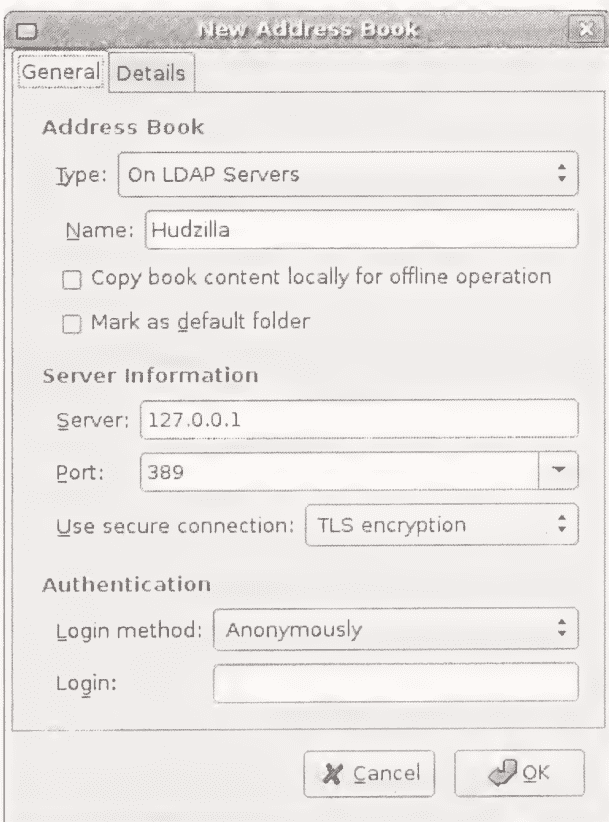 New Address Book
General Details
Address Book
Type: On LDAP Servers
Name: Hudzilla
Copy book content locally for offline operation
Mark as default folder
Server Information
Server: 127.0.0.1
Port: 389
Use secure connection: TLS encryption
Authentication
Login method: Anonymously
Login:
Cancel OK